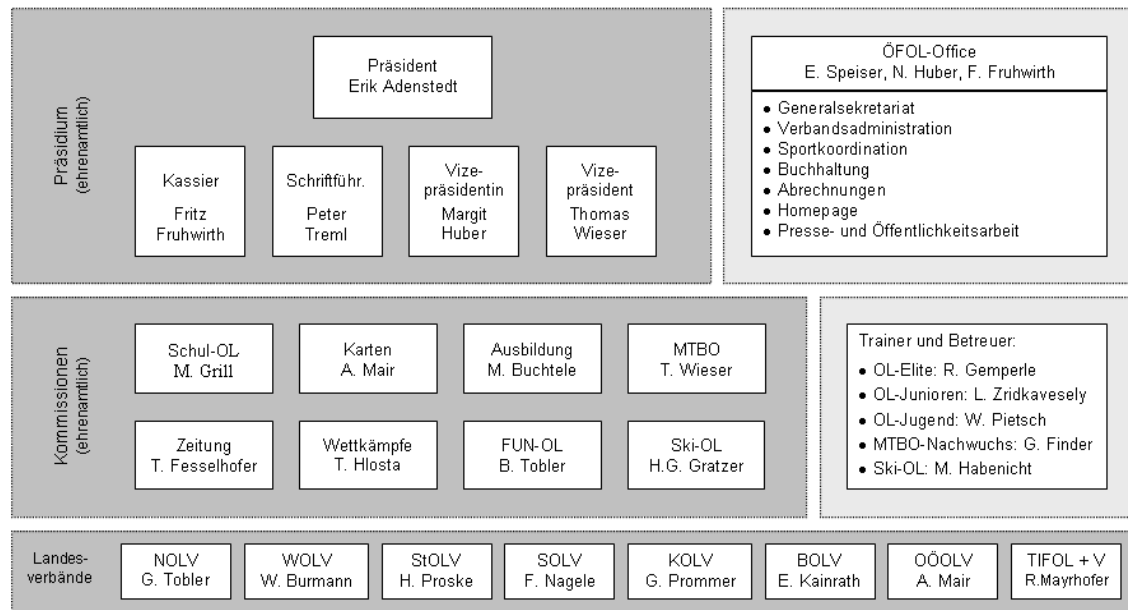 Präsidium
(ehrenamtlich)
Präsident
Erik Adenstedt
Kassier
Fritz
Fruhwirth
Schriftführ.
Peter
Treml
Vize-
präsidentin
Margit
Huber
Vize-
präsident
Thomas
Wieser
ÖFOL-Office
E. Speiser, N. Huber, F. Fruhwirth
● Generalsekretariat
● Verbandsadministration
● Sportkoordination
● Buchhaltung
● Abrechnungen
● Homepage
● Presse- und Öffentlichkeitsarbeit
Kommissionen
(ehrenamtlich)
Schul-OL
M. Grill
Karten
A. Mair
Ausbildung
M. Buchtele
MTBO
T. Wieser
Zeitung
T. Fesselhofer
Wettkämpfe
T. Hlosta
FUN-OL
B. Tobler
Ski-OL
H.G. Gratzer
Trainer und Betreuer:
● OL-Elite: R. Gemperle
● OL-Junioren: L. Zridkavesely
● OL-Jugend: W. Pietsch
● MTBO-Nachwuchs: G. Finder
● Ski-OL: M. Habenicht
Landes-
verbände
NOLV
G. Tobler
WOLV
W. Burmann
StOLV
H. Proske
SOLV
F. Nagele
KOLV
G. Prommer
BOLV
E. Kainrath
OÖOLV
A. Mair
TIFOL + V
R.Mayrhofer